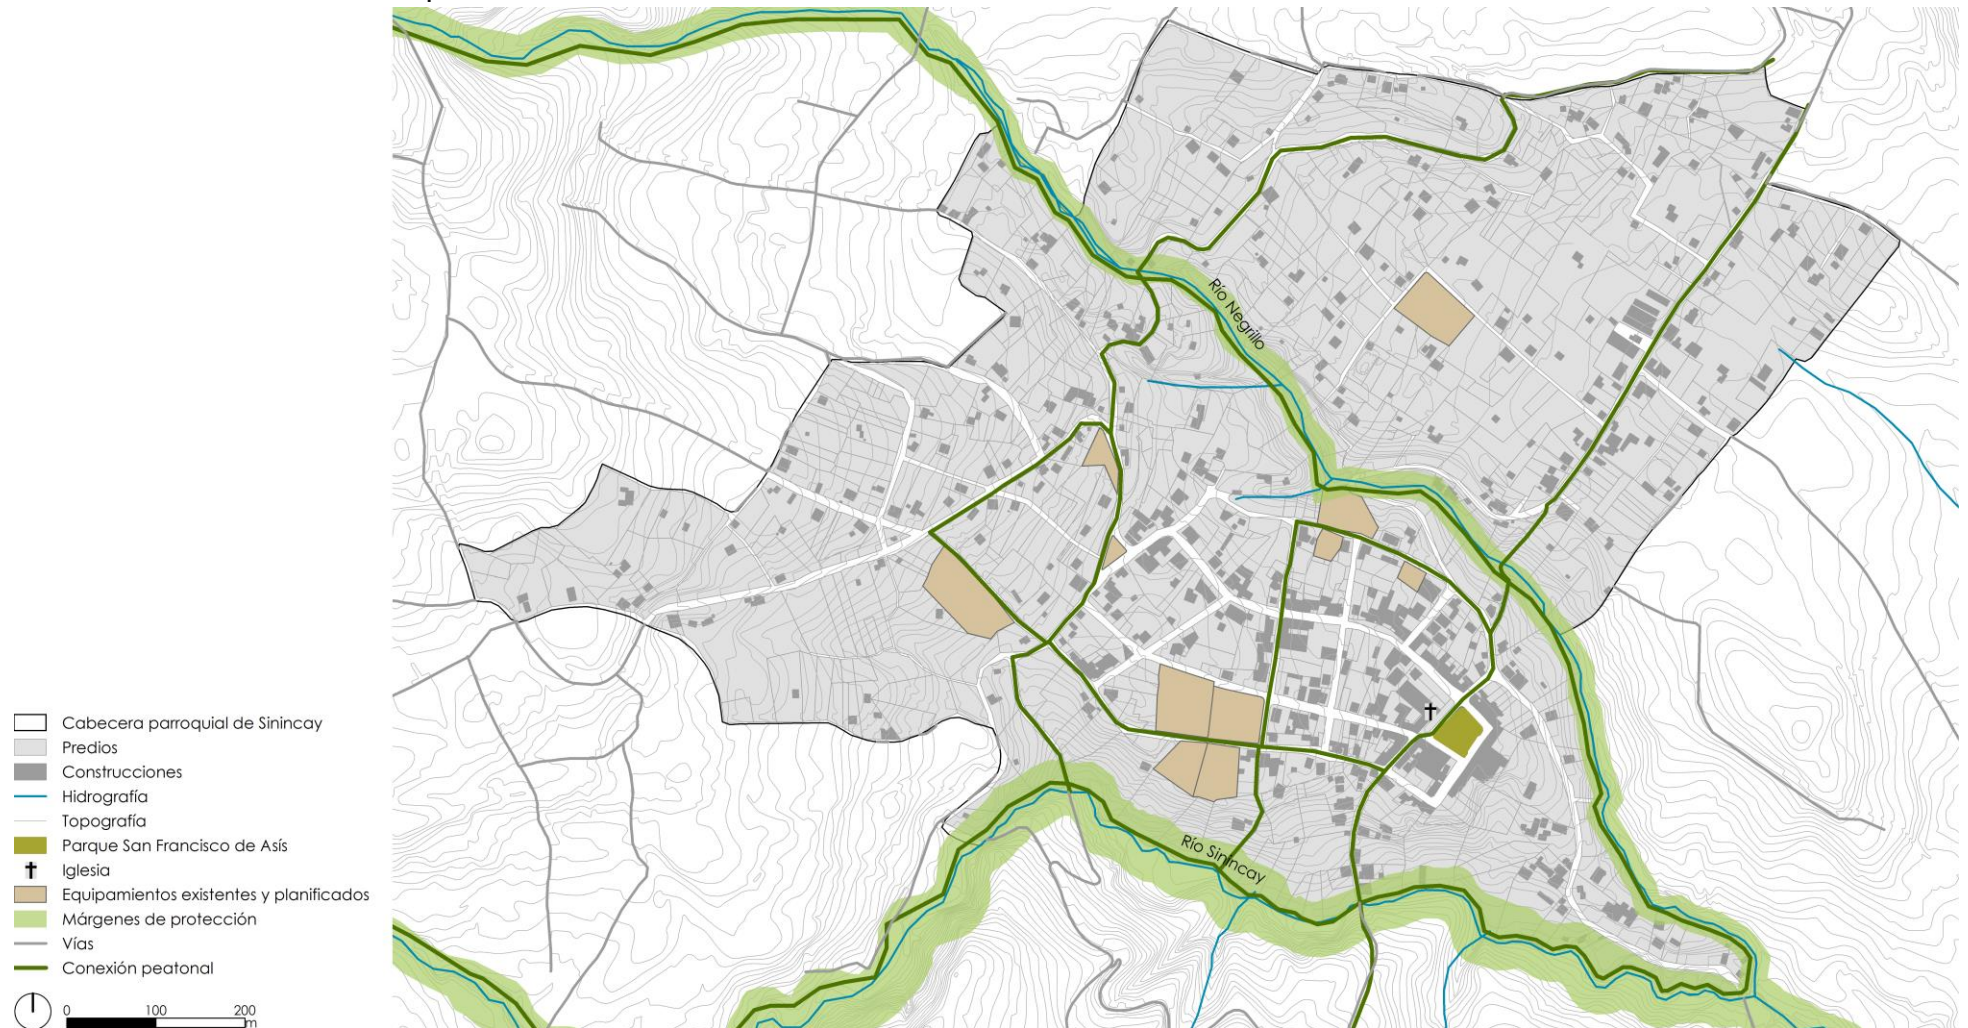 Río Negrillo
Río Sinincay
Cabecera parroquial de Sinincay
Predios
Construcciones
Hidrografía
Topografía
Parque San Francisco de Asís
Iglesia
Equipamientos existentes y planificados
Márgenes de protección
Vías
Conexión peatonal
0 100 200
m